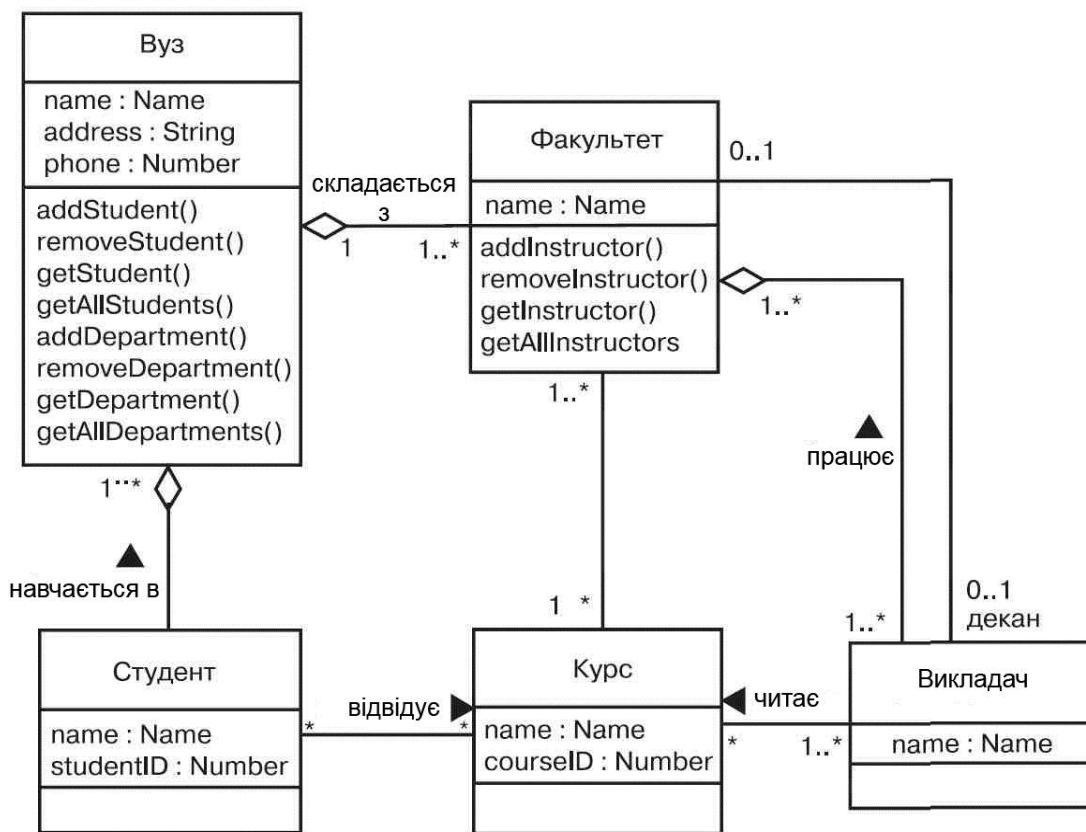 Вуз
name : Name
address : String
phone : Number
addStudent()
removeStudent()
getStudent()
getAllStudents()
addDepartment()
removeDepartment()
getDepartment()
getAllDepartments()
складається
з
1
1..*
Факультет
name : Name
addInstructor()
removeInstructor()
getInstructor()
getAllInstructors
0..1
1..*
1..*
працює
1..*
навчається в
1 *
1..*
0..1
декан
Студент
name : Name
studentID : Number
відвідує
*
*
Курс
name : Name
courseID : Number
читає
*
1..*
Викладач
name : Name